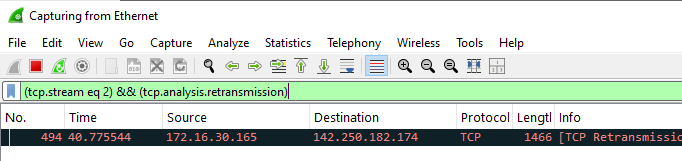 Capturing from Ethernet
File Edit View Go Capture Analyze Statistics Telephony Wireless Tools Help
(tcp.stream eq 2) && (tcp.analysis.retransmission)
No. Time Source Destination Protocol Lengtl Info
494 40.775544 172.16.30.165 142.250.182.174 TCP 1466 [TCP Retransmissio